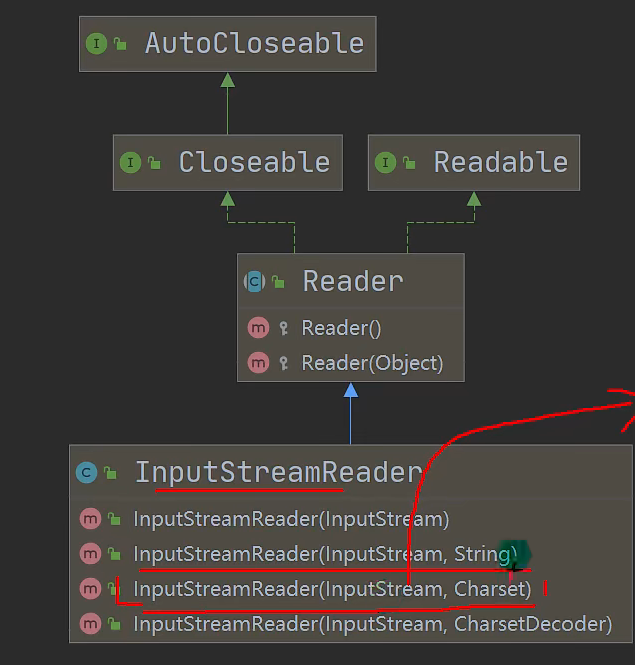 AutoCloseable
Closeable
Readable
Reader
Reader()
Reader(Object)
InputStreamReader
InputStreamReader(InputStream)
InputStreamReader(InputStream, String)
InputStreamReader(InputStream, Charset)
InputStreamReader(InputStream, CharsetDecoder)